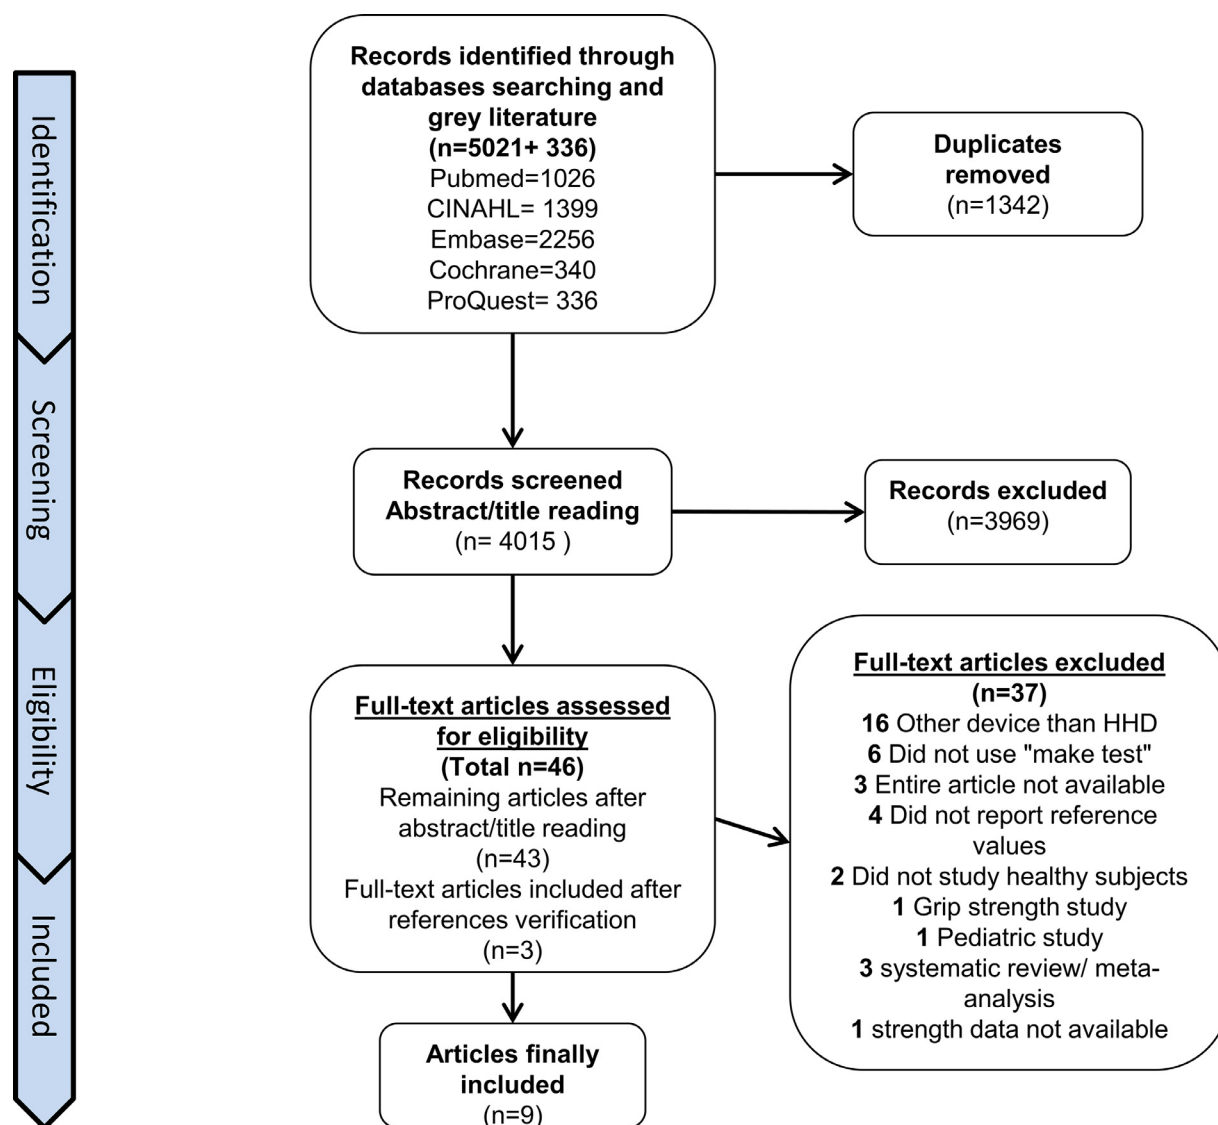 Identification
Screening
Eligibility
Included
Records identified through
databases searching and
grey literature
(n=5021+ 336)
Pubmed=1026
CINAHL= 1399
Embase=2256
Cochrane=340
ProQuest= 336
Duplicates
removed
(n=1342)
Records screened
Abstract/title reading
(n= 4015 )
Records excluded
(n=3969)
Full-text articles assessed
for eligibility
(Total n=46)
Remaining articles after
abstract/title reading
(n=43)
Full-text articles included after
references verification
(n=3)
Full-text articles excluded
(n=37)
16 Other device than HHD
6 Did not use "make test"
3 Entire article not available
4 Did not report reference
values
2 Did not study healthy subjects
1 Grip strength study
1 Pediatric study
3 systematic review/ meta-
analysis
1 strength data not available
Articles finally
included
(n=9)